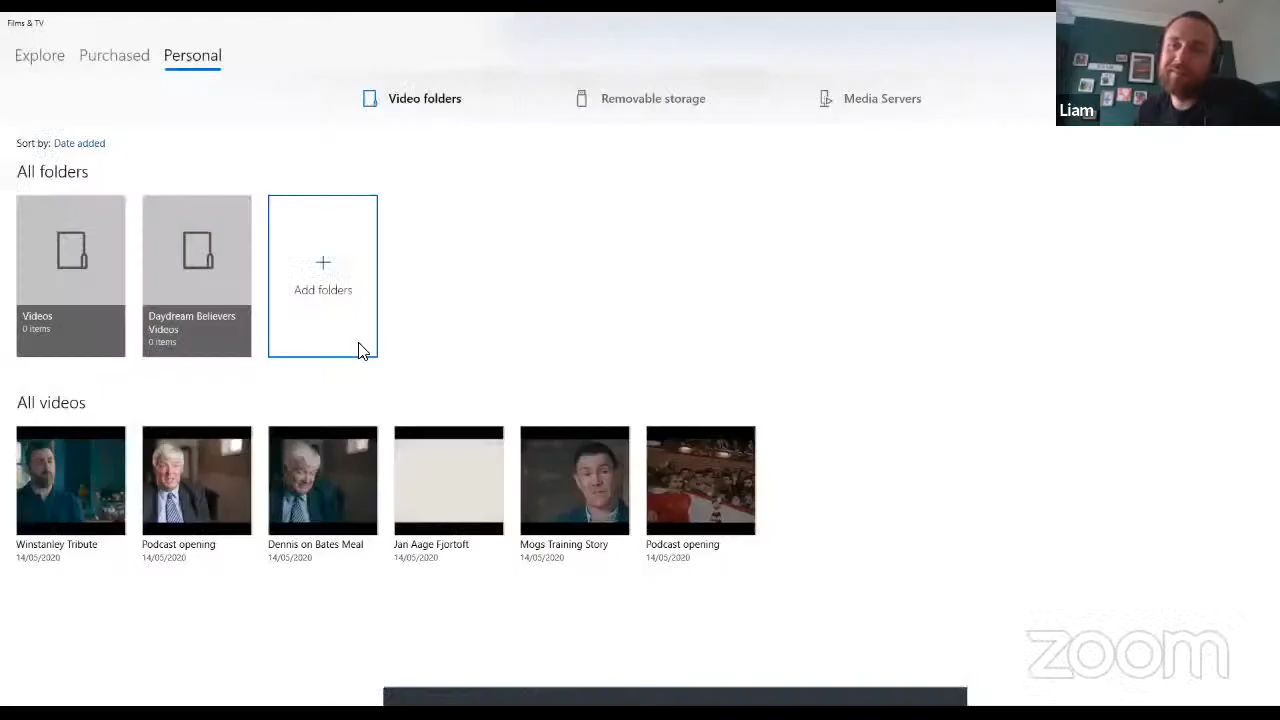 Films & TV
Explore Purchased Personal
Video folders Removable storage Media Servers
Liam
Sort by: Date added
All folders
Videos
0 items
Daydream Believers
Videos
0 items
Add folders
All videos
Winstanley Tribute
14/05/2020
Podcast opening
14/05/2020
Dennis on Bates Meal
14/05/2020
Jan Aage Fjortoft
14/05/2020
Mogs Training Story
14/05/2020
Podcast opening
14/05/2020
zoom